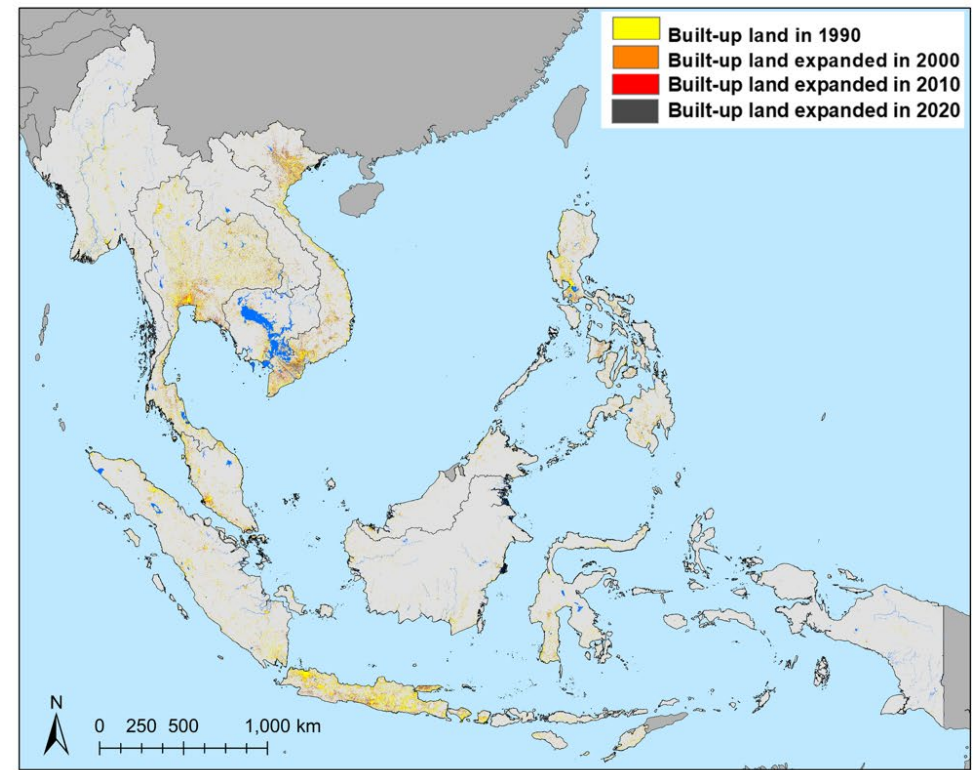 Built-up land in 1990
Built-up land expanded in 2000
Built-up land expanded in 2010
Built-up land expanded in 2020
N
0 250 500 1,000 km